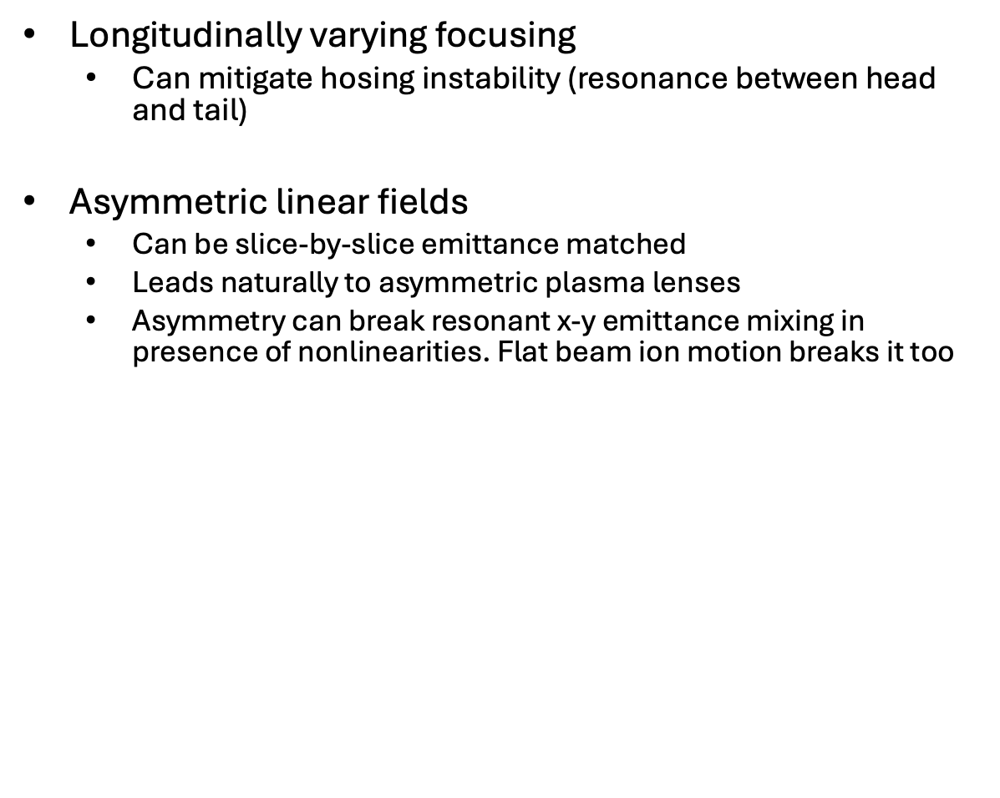 • Longitudinally varying focusing
• Can mitigate hosing instability (resonance between head
and tail)
• Asymmetric linear fields
• Can be slice-by-slice emittance matched
• Leads naturally to asymmetric plasma lenses
• Asymmetry can break resonant x-y emittance mixing in
presence of nonlinearities. Flat beam ion motion breaks it too